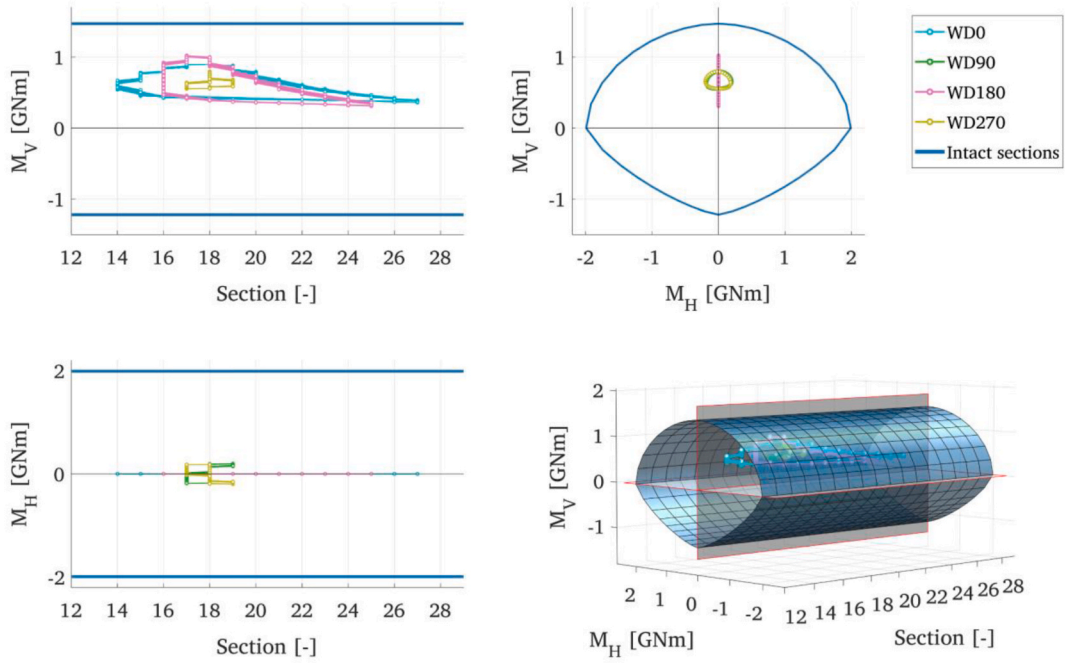 M_V [GNm]
1
0
-1
12 14 16 18 20 22 24 26 28
Section [-]
M_V [GNm]
1
0
-1
-2 -1 0 1 2
M_H [GNm]
WD0
WD90
WD180
WD270
Intact sections
M_H [GNm]
2
0
-2
12 14 16 18 20 22 24 26 28
Section [-]
M_V [GNm]
2
1
0
-1
2 1 0 -1 -2
12 14 16 18 20 22 24 26 28
M_H [GNm]
Section [-]